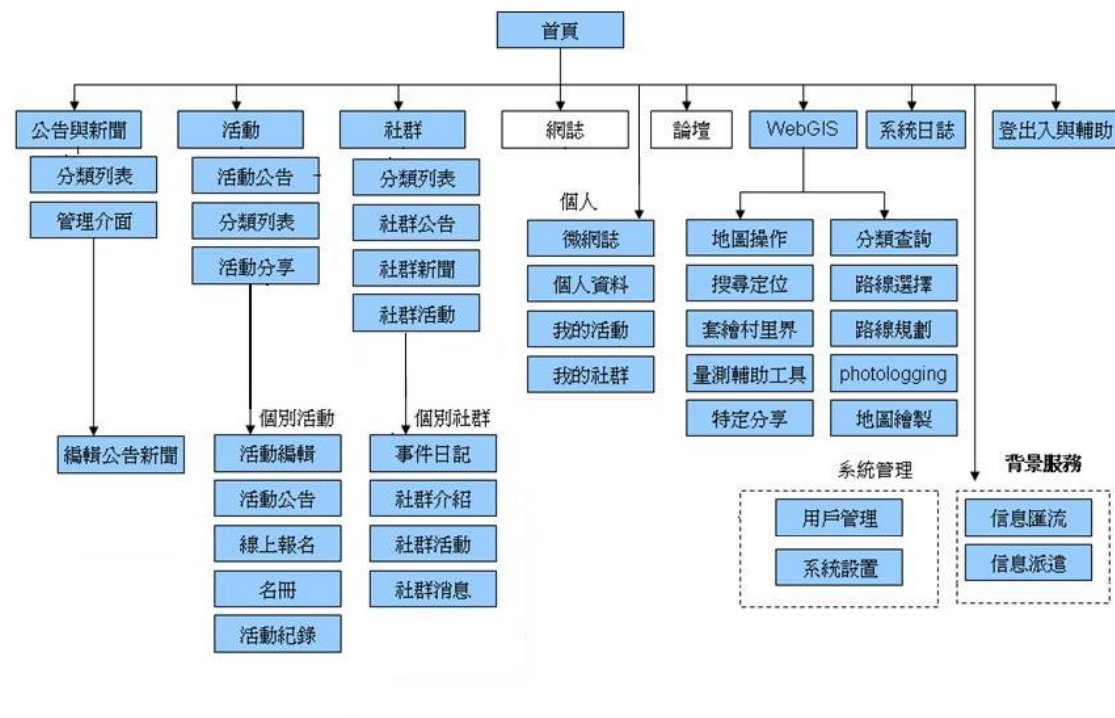 首頁
公告與新聞
活動
社群
網誌
論壇
WebGIS
系統日誌
登出入與輔助
分類列表
管理介面
編輯公告新聞
活動公告
分類列表
活動分享
個別活動
活動編輯
活動公告
線上報名
名冊
活動紀錄
分類列表
社群公告
社群新聞
社群活動
個別社群
事件日記
社群介紹
社群活動
社群消息
個人
微網誌
個人資料
我的活動
我的社群
地圖操作
搜尋定位
套繪村里界
量測輔助工具
特定分享
分類查詢
路線選擇
路線規劃
photologging
地圖繪製
系統管理
用戶管理
系統設置
背景服務
信息匯流
信息派遣